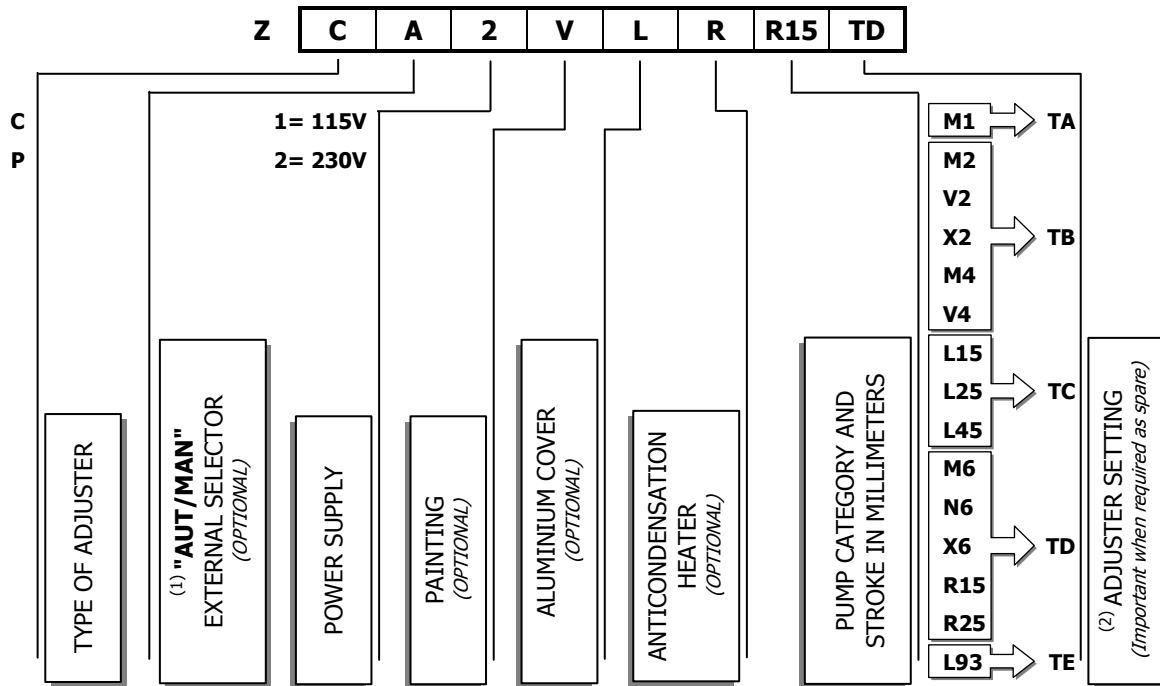 Z C A 2 V L R R15 TD
C
P
1= 115V
2= 230V
M1
TA
M2
V2
X2
M4
V4
TB
L15
L25
L45
TC
M6
N6
X6
R15
R25
TD
L93
TE
TYPE OF ADJUSTER
(1) "AUT/MAN"
EXTERNAL SELECTOR
(OPTIONAL)
POWER SUPPLY
PAINTING
(OPTIONAL)
ALUMINIUM COVER
(OPTIONAL)
ANTICONDENSATION
HEATER
(OPTIONAL)
PUMP CATEGORY AND
STROKE IN MILLIMETERS
(2) ADJUSTER SETTING
(Important when required as spare)